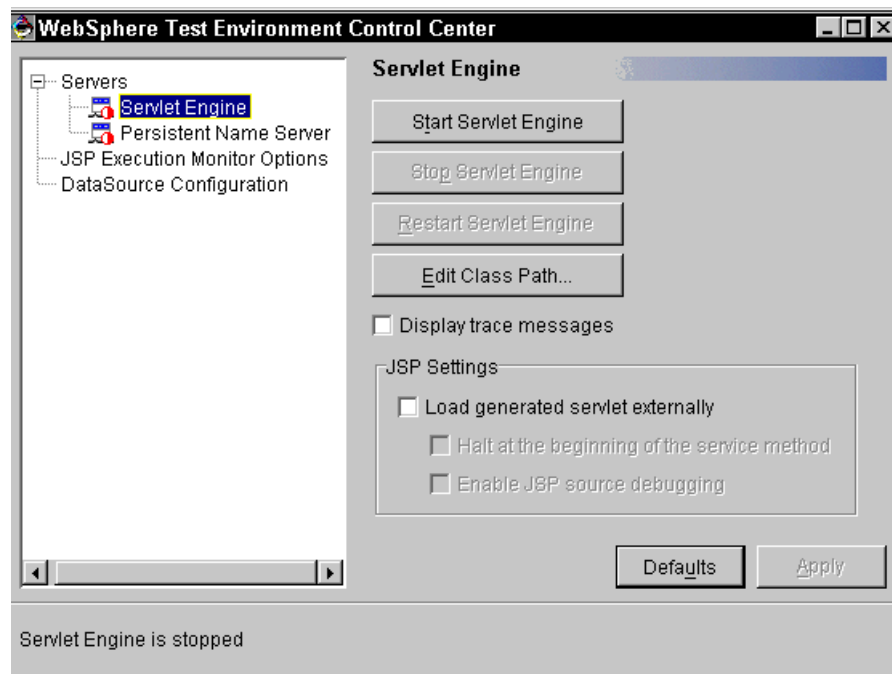 WebSphere Test Environment Control Center
Servers
Servlet Engine
Persistent Name Server
JSP Execution Monitor Options
DataSource Configuration
Servlet Engine
Start Servlet Engine
Stop Servlet Engine
Restart Servlet Engine
Edit Class Path...
Display trace messages
JSP Settings
Load generated servlet externally
Halt at the beginning of the service method
Enable JSP source debugging
Defaults
Apply
Servlet Engine is stopped